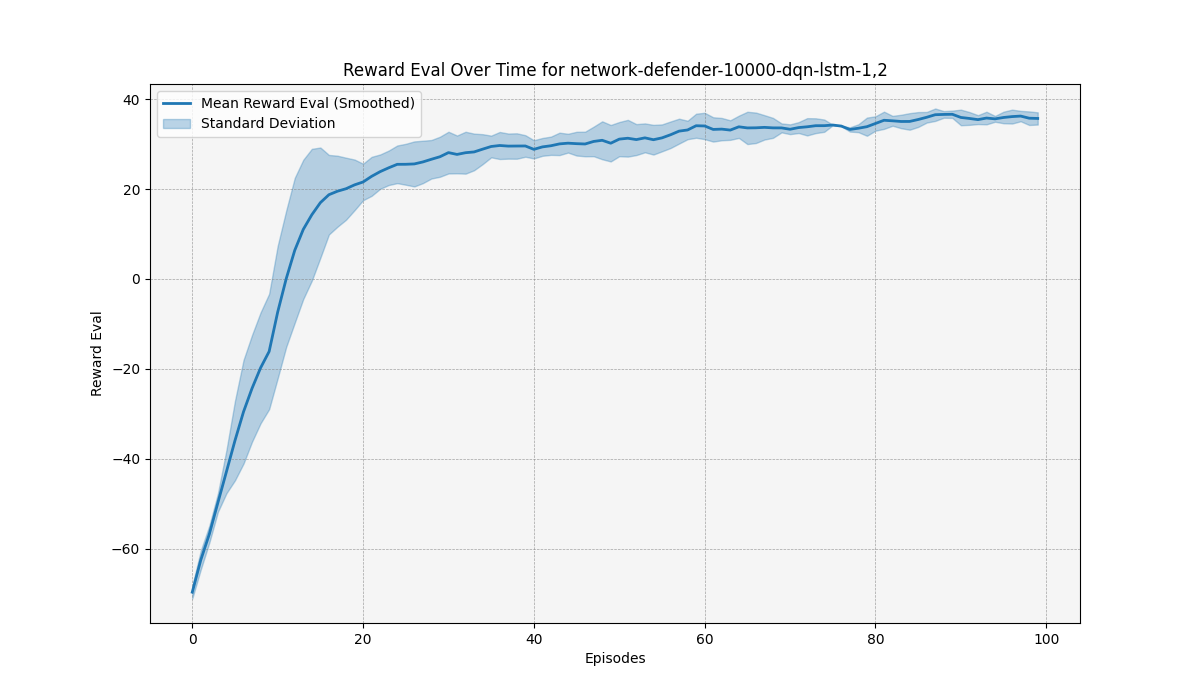 Reward Eval Over Time for network-defender-10000-dqn-lstm-1,2
Mean Reward Eval (Smoothed)
Standard Deviation
40
20
0
−20
−40
−60
Reward Eval
0 20 40 60 80 100
Episodes